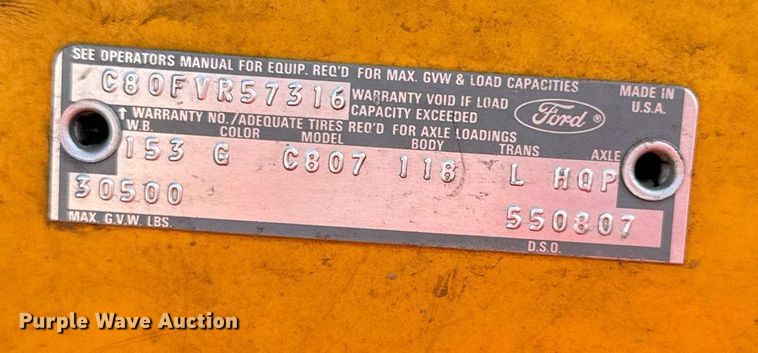 SEE OPERATORS MANUAL FOR EQUIP. REQ'D FOR MAX. GVW & LOAD CAPACITIES
C80FVR57316
WARRANTY VOID IF LOAD
CAPACITY EXCEEDED
Ford ®
MADE IN
U.S.A.
↑ WARRANTY NO./ADEQUATE TIRES REQ'D FOR AXLE LOADINGS
W.B. COLOR MODEL BODY TRANS AXLE
153 G C807 118 L HQP
30500 550807
MAX. G.V.W. LBS. D.S.O.
Purple Wave Auction